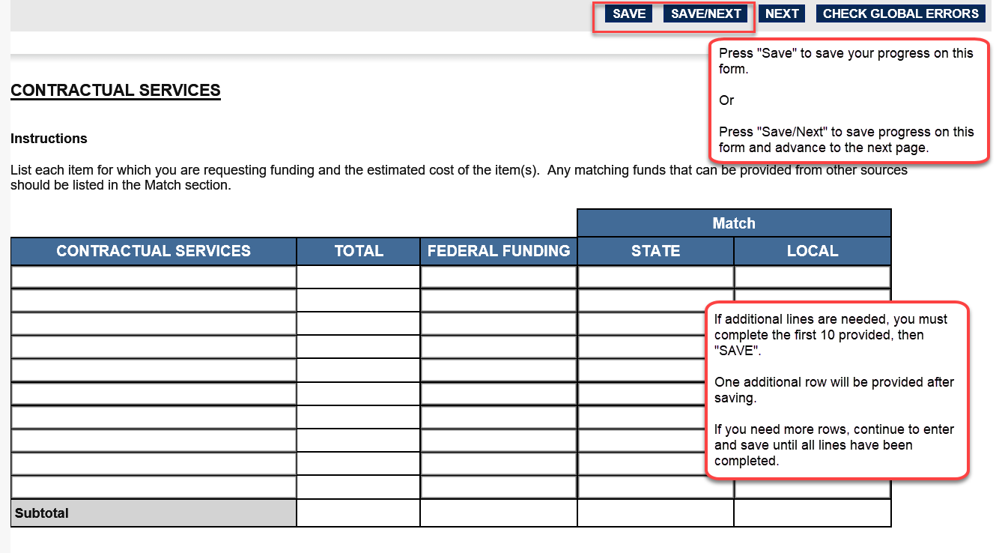 SAVE SAVE/NEXT NEXT CHECK GLOBAL ERRORS
Press "Save" to save your progress on this
form.
Or
Press "Save/Next" to save progress on this
form and advance to the next page.
CONTRACTUAL SERVICES
Instructions
List each item for which you are requesting funding and the estimated cost of the item(s).  Any matching funds that can be provided from other sources
should be listed in the Match section.
Match
CONTRACTUAL SERVICES TOTAL FEDERAL FUNDING STATE LOCAL
If additional lines are needed, you must
complete the first 10 provided, then
"SAVE".
One additional row will be provided after
saving.
If you need more rows, continue to enter
and save until all lines have been
completed.
Subtotal